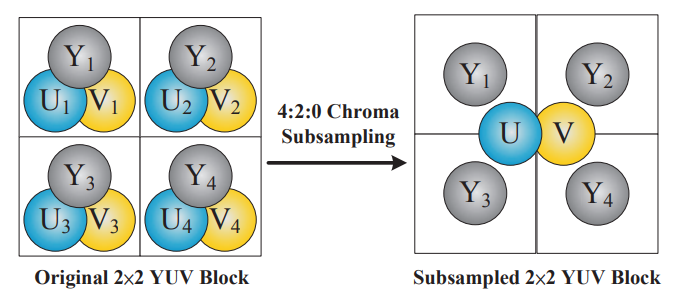 Y₁ Y₂
U₁ V₁ U₂ V₂
Y₃ Y₄
U₃ V₃ U₄ V₄
Original 2×2 YUV Block
4:2:0 Chroma
Subsampling
Y₁ Y₂
U V
Y₃ Y₄
Subsampled 2×2 YUV Block